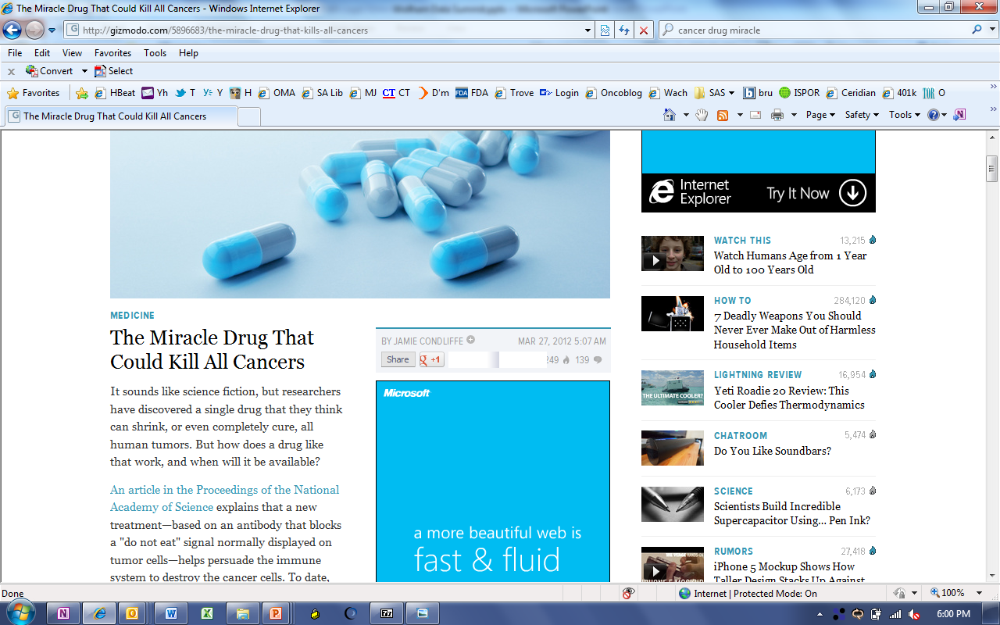 The Miracle Drug That Could Kill All Cancers - Windows Internet Explorer
http://gizmodo.com/5896683/the-miracle-drug-that-kills-all-cancers
cancer drug miracle
File Edit View Favorites Tools Help
x Convert Select
Favorites HBeat Yh T Y H OMA SA Lib MJ CT CT D'm FDA FDA Trove Login Oncoblog Wach SAS bru ISPOR Ceridian 401k TOR O
The Miracle Drug That Could Kill All Cancers
Page Safety Tools
Internet
Explorer
Try It Now
MEDICINE
The Miracle Drug That
Could Kill All Cancers
It sounds like science fiction, but researchers
have discovered a single drug that they think
can shrink, or even completely cure, all
human tumors. But how does a drug like
that work, and when will it be available?
An article in the Proceedings of the National
Academy of Science explains that a new
treatment—based on an antibody that blocks
a "do not eat" signal normally displayed on
tumor cells—helps persuade the immune
system to destroy the cancer cells. To date,
BY JAMIE CONDLIFFE
MAR 27, 2012 5:07 AM
Share
g +1
249 139
Microsoft
a more beautiful web is
fast & fluid
WATCH THIS 13,215
Watch Humans Age from 1 Year
Old to 100 Years Old
HOW TO 284,120
7 Deadly Weapons You Should
Never Ever Make Out of Harmless
Household Items
THE ULTIMATE COOLER?
LIGHTNING REVIEW 16,954
Yeti Roadie 20 Review: This
Cooler Defies Thermodynamics
CHATROOM 5,474
Do You Like Soundbars?
SCIENCE 6,173
Scientists Build Incredible
Supercapacitor Using... Pen Ink?
RUMORS 27,418
iPhone 5 Mockup Shows How
Taller Design Stacks Up Against
Done
Internet | Protected Mode: On
100%
6:00 PM